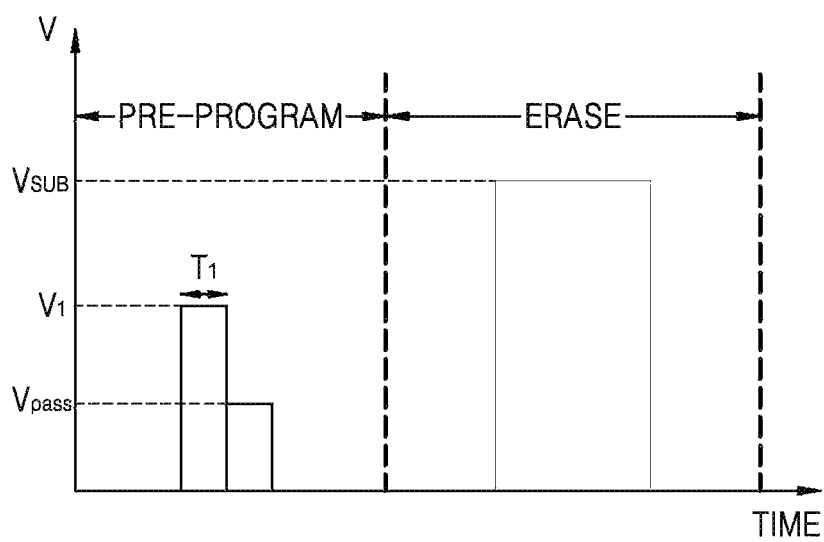 V
PRE-PROGRAM
ERASE
VSUB
T1
V1
Vpass
TIME